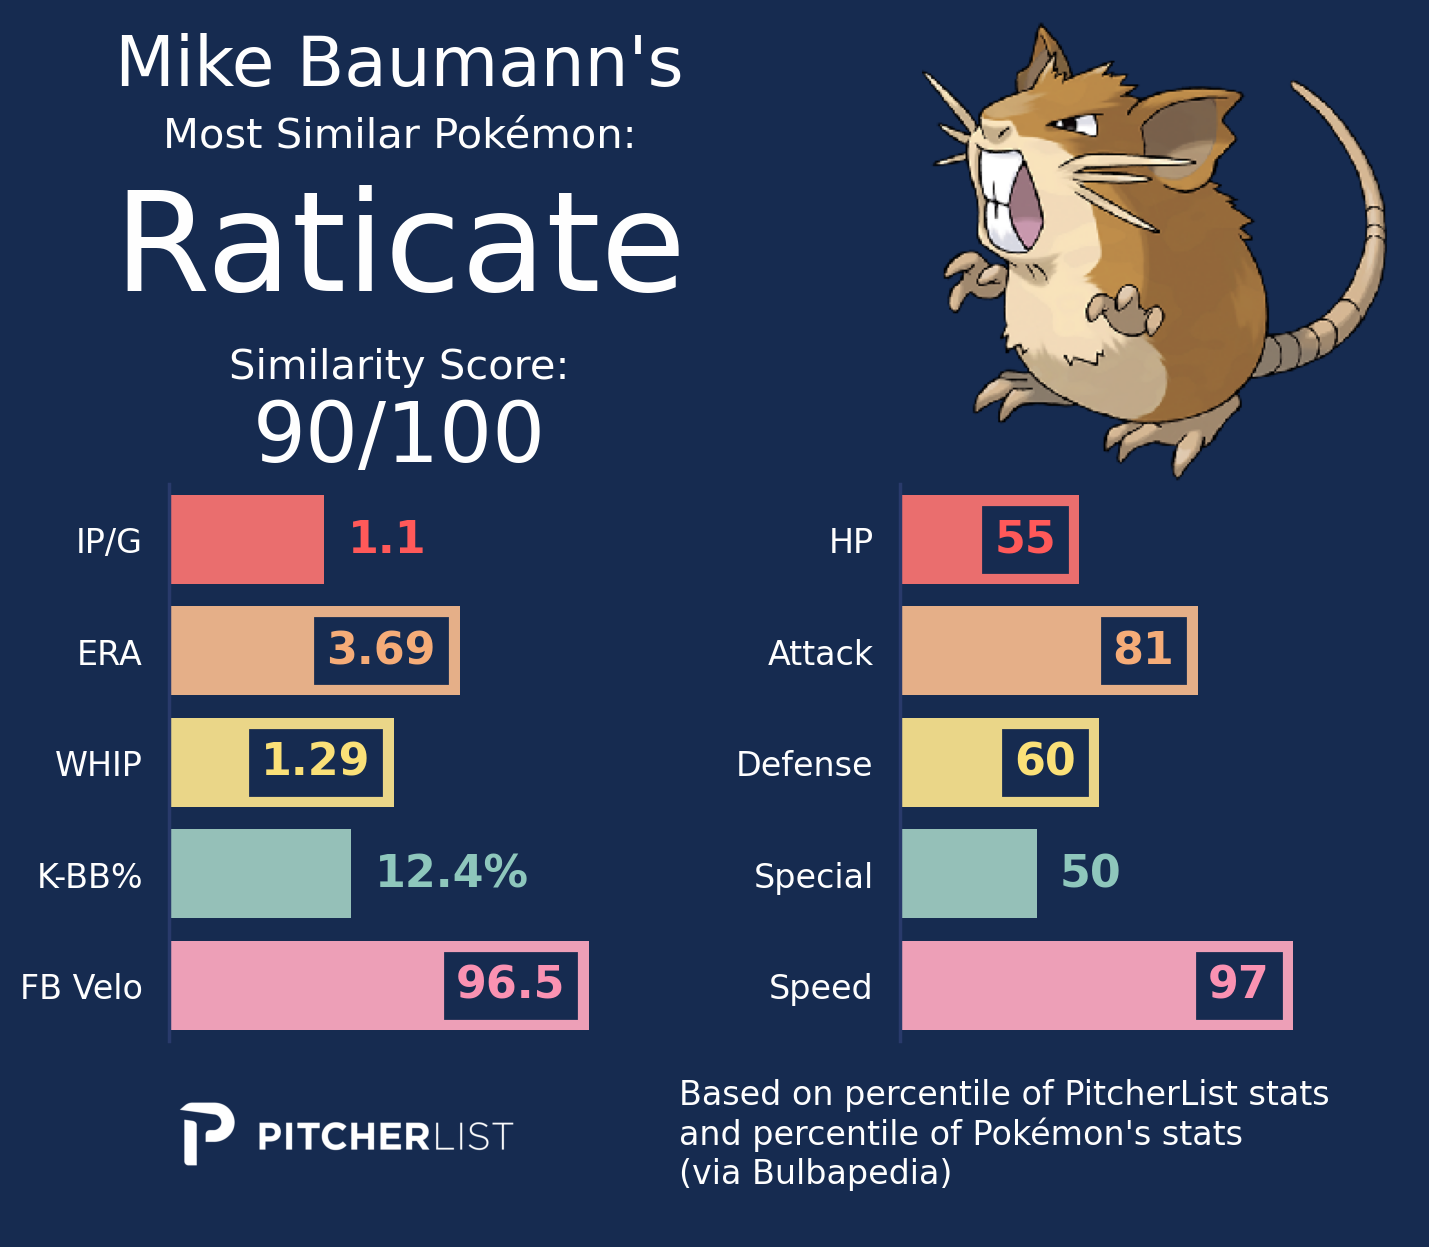 Mike Baumann's
Most Similar Pokémon:
Raticate
Similarity Score:
90/100
IP/G 1.1
ERA 3.69
WHIP 1.29
K-BB% 12.4%
FB Velo 96.5
HP 55
Attack 81
Defense 60
Special 50
Speed 97
PITCHERLIST
Based on percentile of PitcherList stats
and percentile of Pokémon's stats
(via Bulbapedia)